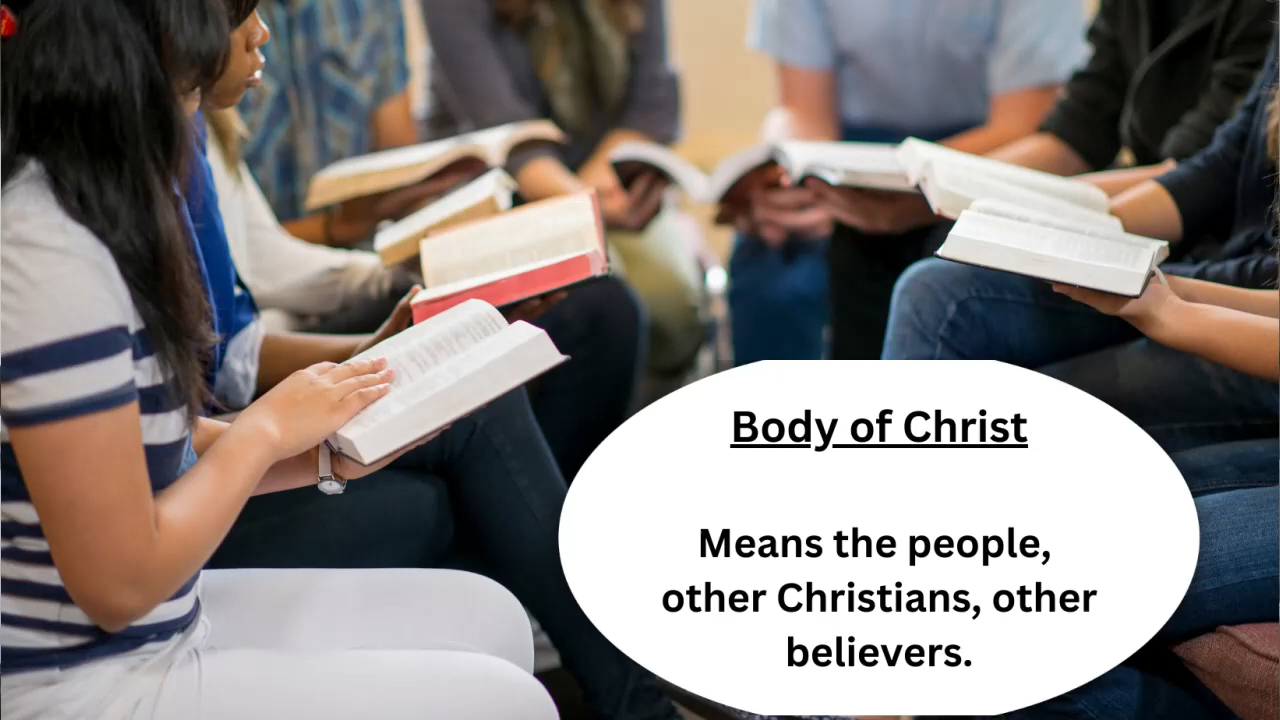 Body of Christ
Means the people,
other Christians, other
believers.